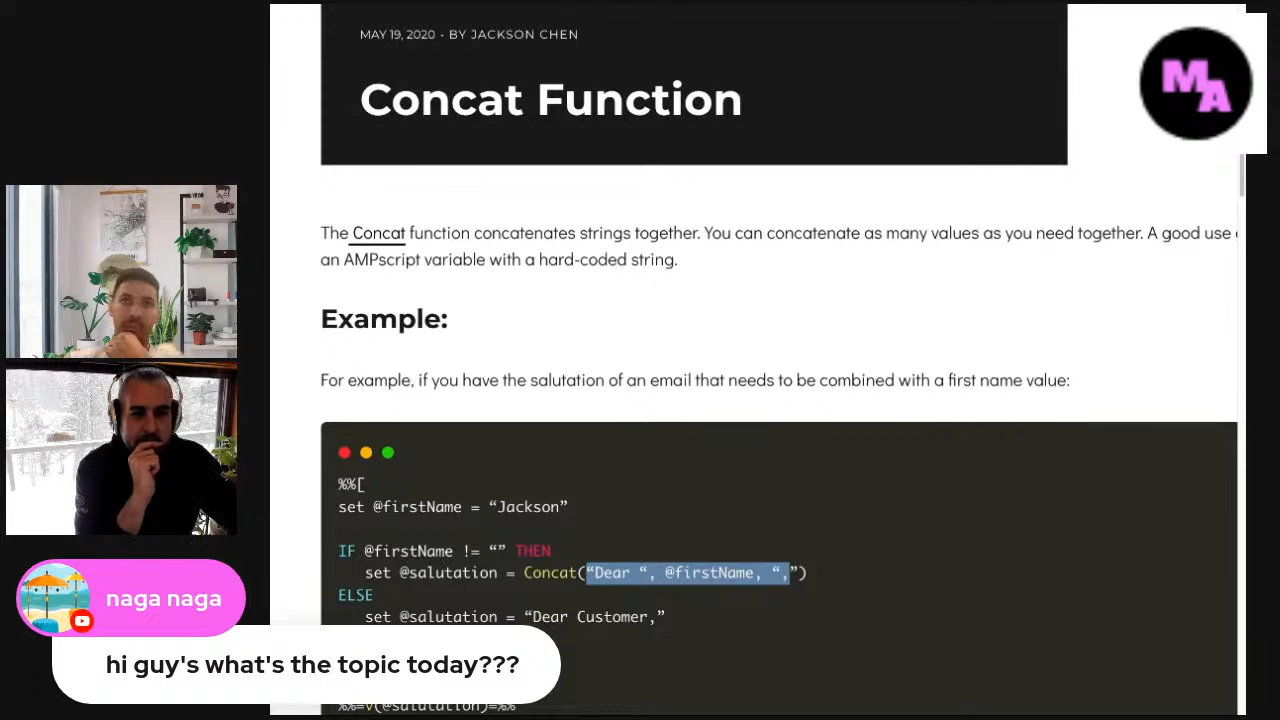 MAY 19, 2020 • BY JACKSON CHEN
Concat Function
MA
The Concat function concatenates strings together. You can concatenate as many values as you need together. A good use
an AMPscript variable with a hard-coded string.
Example:
For example, if you have the salutation of an email that needs to be combined with a first name value:
%%[
set @firstName = “Jackson”
IF @firstName != “” THEN
set @salutation = Concat(“Dear “, @firstName, “,”)
ELSE
set @salutation = “Dear Customer,”
%%=v(@salutation)=%%
naga naga
hi guy's what's the topic today???